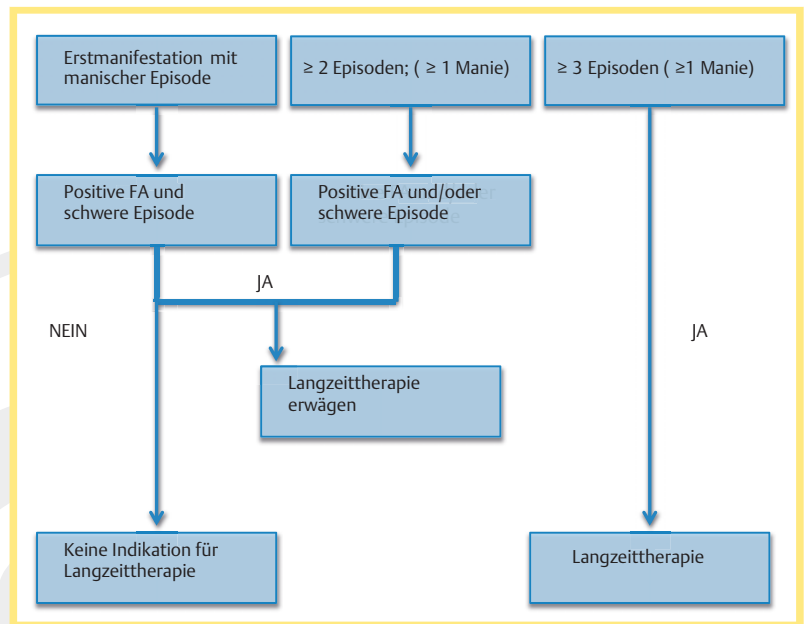 Erstmanifestation mit
manischer Episode
≥ 2 Episoden; ( ≥ 1 Manie)
≥ 3 Episoden ( ≥1 Manie)
Positive FA und
schwere Episode
Positive FA und/oder
schwere Episode
JA
NEIN
JA
Langzeittherapie
erwägen
Keine Indikation für
Langzeittherapie
Langzeittherapie